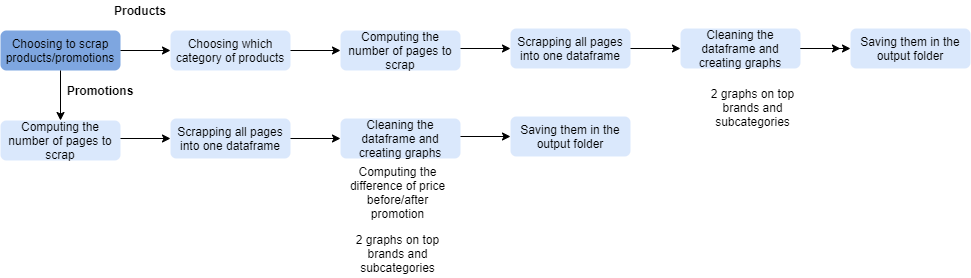 Products
Choosing to scrap
products/promotions
Choosing which
category of products
Computing the
number of pages to
scrap
Scrapping all pages
into one dataframe
Cleaning the
dataframe and
creating graphs
Saving them in the
output folder
2 graphs on top
brands and
subcategories
Promotions
Computing the
number of pages to
scrap
Scrapping all pages
into one dataframe
Cleaning the
dataframe and
creating graphs
Saving them in the
output folder
Computing the
difference of price
before/after
promotion
2 graphs on top
brands and
subcategories